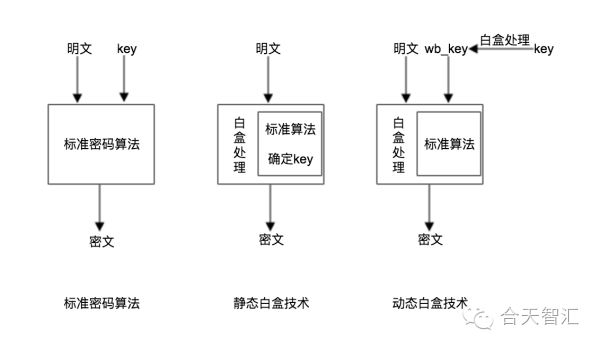 明文
key
标准密码算法
密文
标准密码算法
明文
白盒处理
标准算法
确定key
密文
静态白盒技术
明文
wb_key
白盒处理
key
白盒处理
标准算法
密文
动态白盒技术
合天智汇